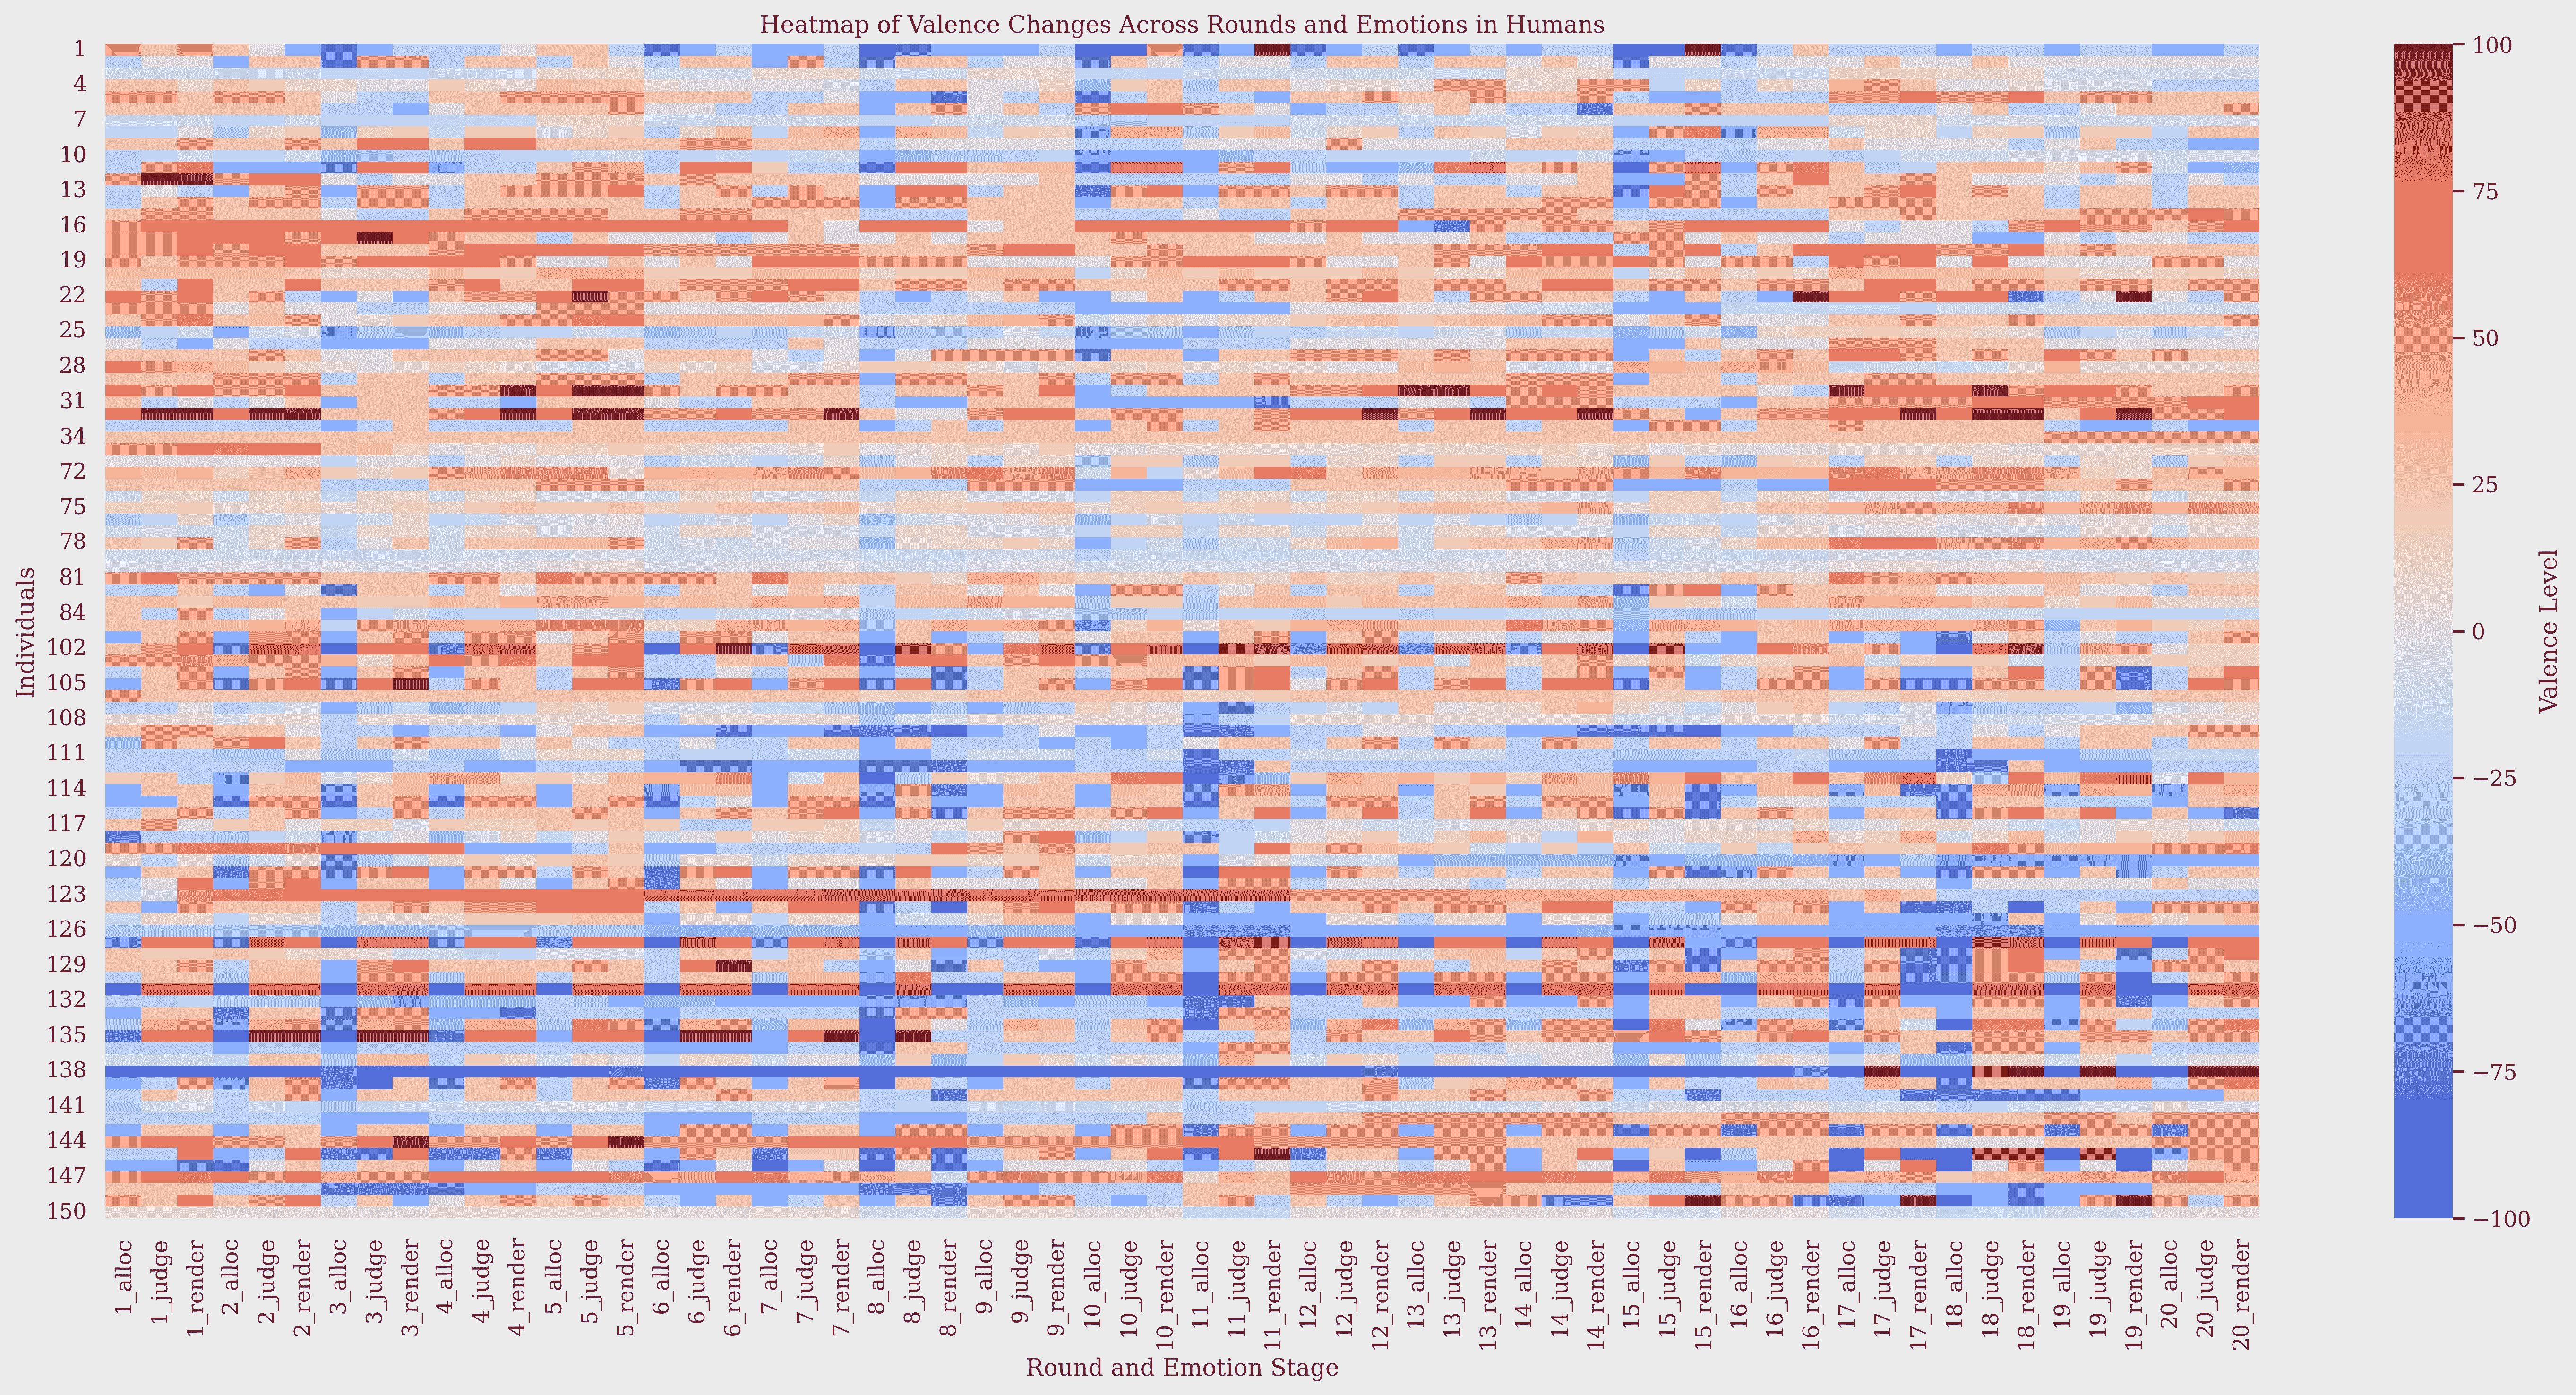 Heatmap of Valence Changes Across Rounds and Emotions in Humans
Individuals
1
4
7
10
13
16
19
22
25
28
31
34
72
75
78
81
84
102
105
108
111
114
117
120
123
126
129
132
135
138
141
144
147
150
1_alloc
1_judge
1_render
2_alloc
2_judge
2_render
3_alloc
3_judge
3_render
4_alloc
4_judge
4_render
5_alloc
5_judge
5_render
6_alloc
6_judge
6_render
7_alloc
7_judge
7_render
8_alloc
8_judge
8_render
9_alloc
9_judge
9_render
10_alloc
10_judge
10_render
11_alloc
11_judge
11_render
12_alloc
12_judge
12_render
13_alloc
13_judge
13_render
14_alloc
14_judge
14_render
15_alloc
15_judge
15_render
16_alloc
16_judge
16_render
17_alloc
17_judge
17_render
18_alloc
18_judge
18_render
19_alloc
19_judge
19_render
20_alloc
20_judge
20_render
Round and Emotion Stage
100
75
50
25
0
−25
−50
−75
−100
Valence Level